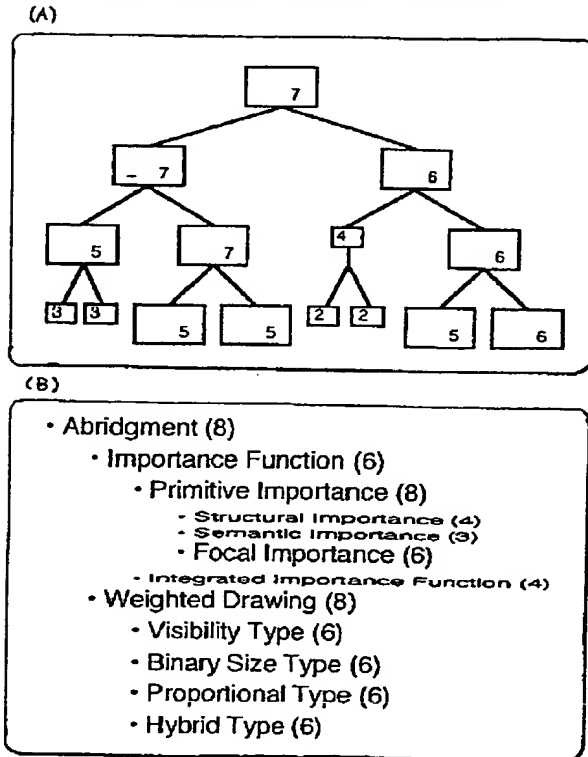 (A)
7
– 7
6
5
7
4
6
3
3
5
5
2
2
5
6
(B)
• Abridgment (8)
• Importance Function (6)
• Primitive Importance (8)
• Structural Importance (4)
• Semantic Importance (3)
• Focal Importance (6)
• Integrated Importance Function (4)
• Weighted Drawing (8)
• Visibility Type (6)
• Binary Size Type (6)
• Proportional Type (6)
• Hybrid Type (6)